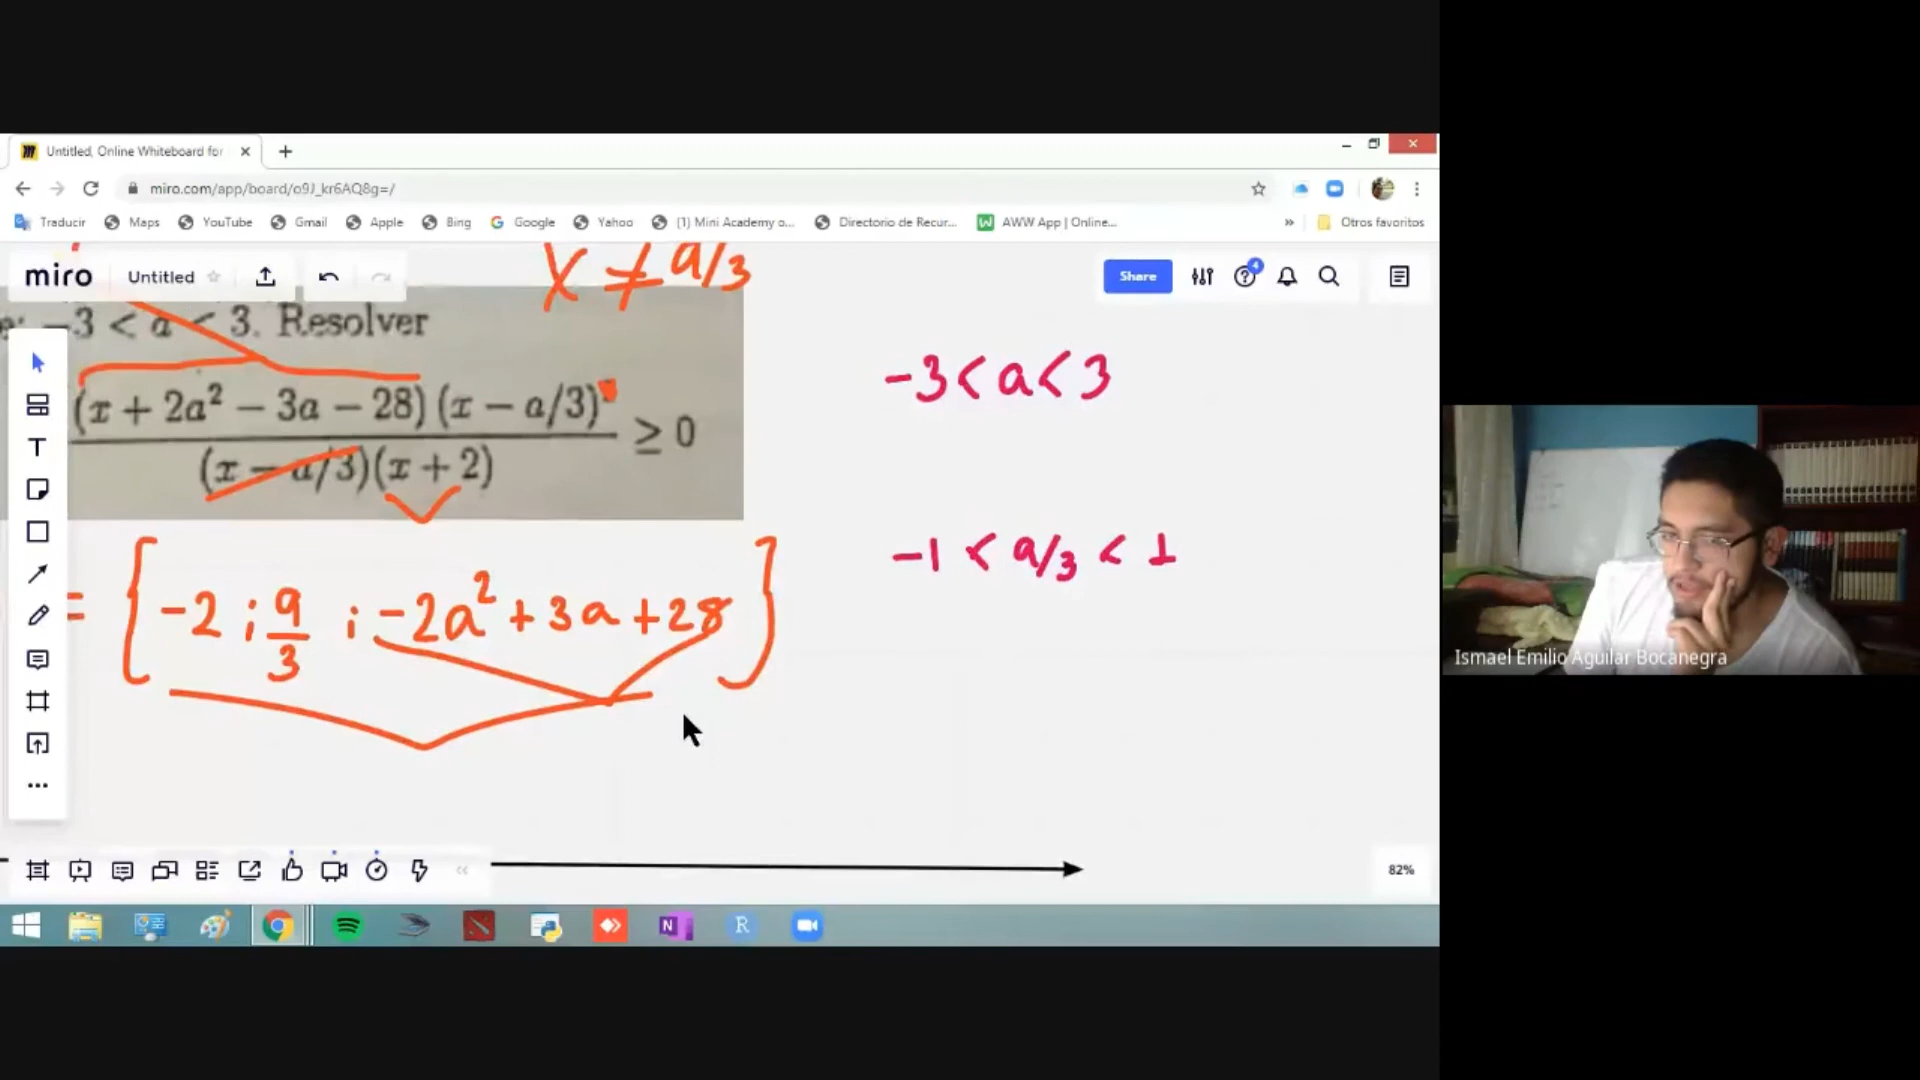 Untitled, Online Whiteboard for
miro.com/app/board/o9J_kr6AQ8g=/
Traducir Maps YouTube Gmail Apple Bing Google Yahoo (1) Mini Academy o... Directorio de Recur... AWW App | Online... » Otros favoritos
x ≠ a/3
miro Untitled Share 4
-3 < a < 3. Resolver
-3 < a < 3
(x + 2a² − 3a − 28) (x − a/3)
≥ 0
(x − a/3)(x + 2)
-1 < a/3 < 1
= { -2 ; a/3 ; -2a² + 3a + 28 }
Ismael Emilio Aguilar Bocanegra
82%